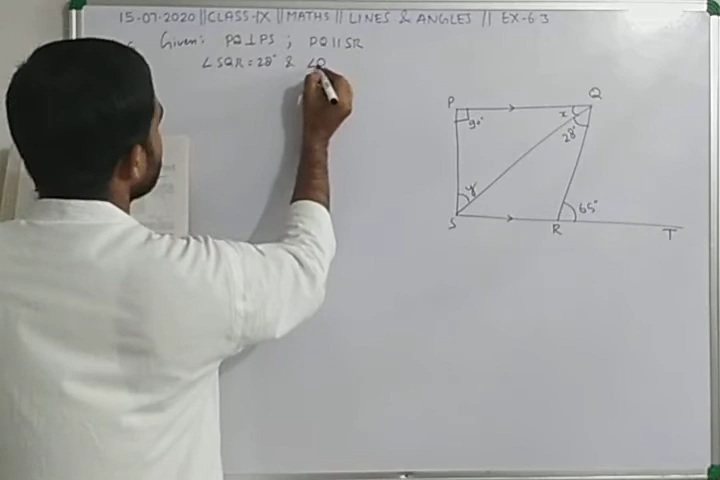 15-07-2020 || CLASS-IX || MATHS || LINES & ANGLES || EX-6.3
Given: PQ ⊥ PS ; PQ || SR
∠SQR = 28° & ∠Q
P
Q
90°
x
28°
y
65°
S
R
T